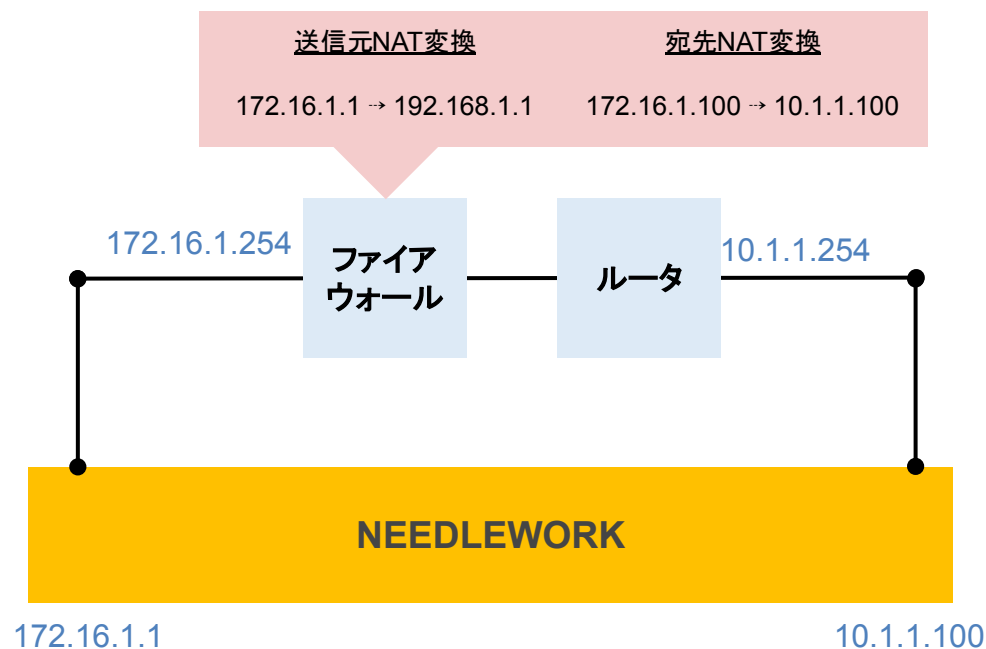 送信元NAT変換 宛先NAT変換
172.16.1.1 → 192.168.1.1 172.16.1.100 → 10.1.1.100
172.16.1.254
ファイア
ウォール
ルータ
10.1.1.254
NEEDLEWORK
172.16.1.1
10.1.1.100